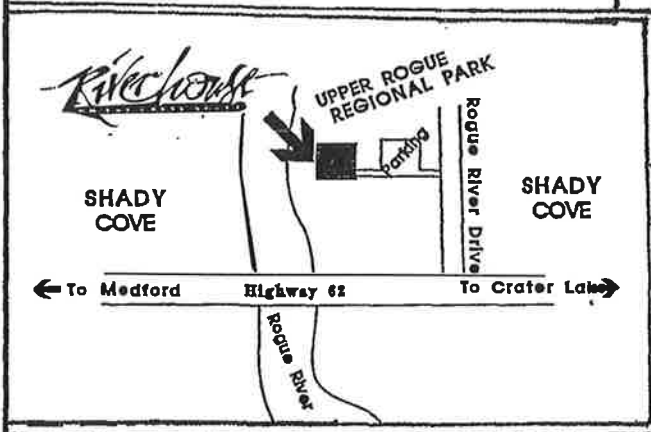 Riverhouse
UPPER ROGUE
REGIONAL PARK
Parking
Rogue River Drive
SHADY
COVE
SHADY
COVE
To Medford
Highway 62
To Crater Lake
Rogue River